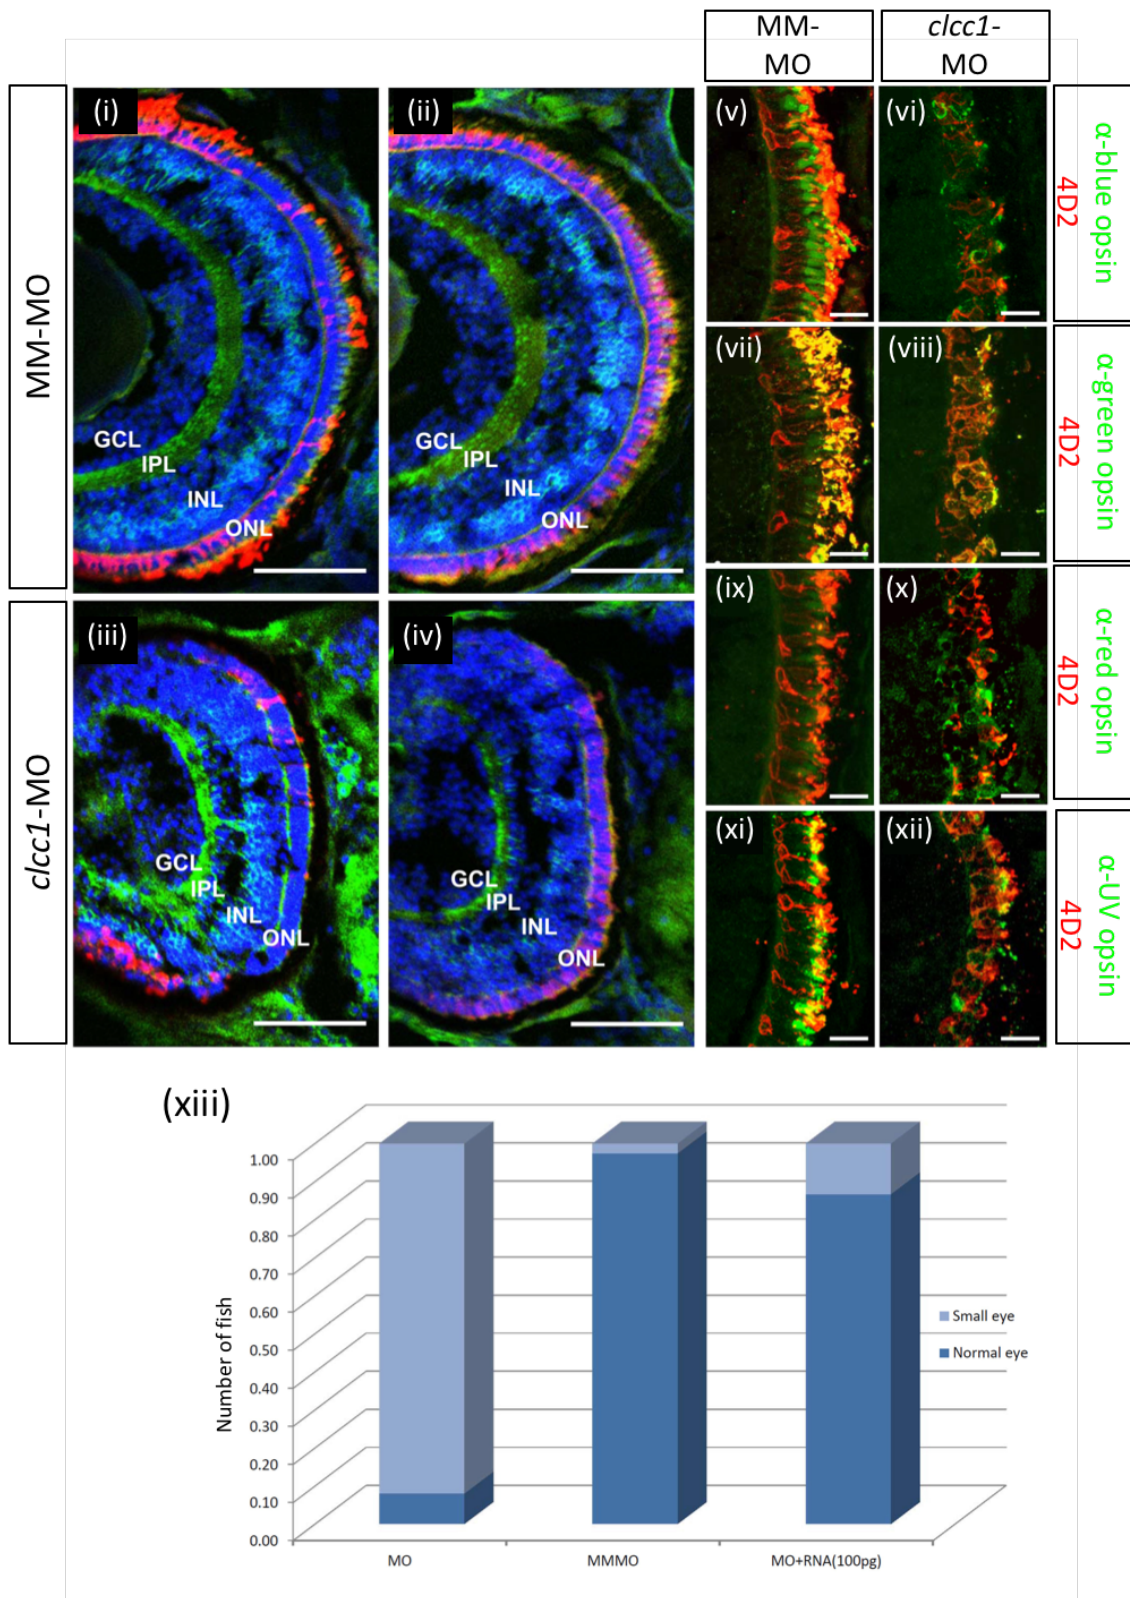 MM-
MO
clcc1-
MO
MM-MO
(i)
GCL
IPL
INL
ONL
(ii)
GCL
IPL
INL
ONL
(v)
(vi)
α-blue opsin
4D2
(vii)
(viii)
α-green opsin
4D2
clcc1-MO
(iii)
GCL
IPL
INL
ONL
(iv)
GCL
IPL
INL
ONL
(ix)
(x)
α-red opsin
4D2
(xi)
(xii)
α-UV opsin
4D2
(xiii)
Number of fish
1.00
0.90
0.80
0.70
0.60
0.50
0.40
0.30
0.20
0.10
0.00
MO
MMMO
MO+RNA(100pg)
Small eye
Normal eye